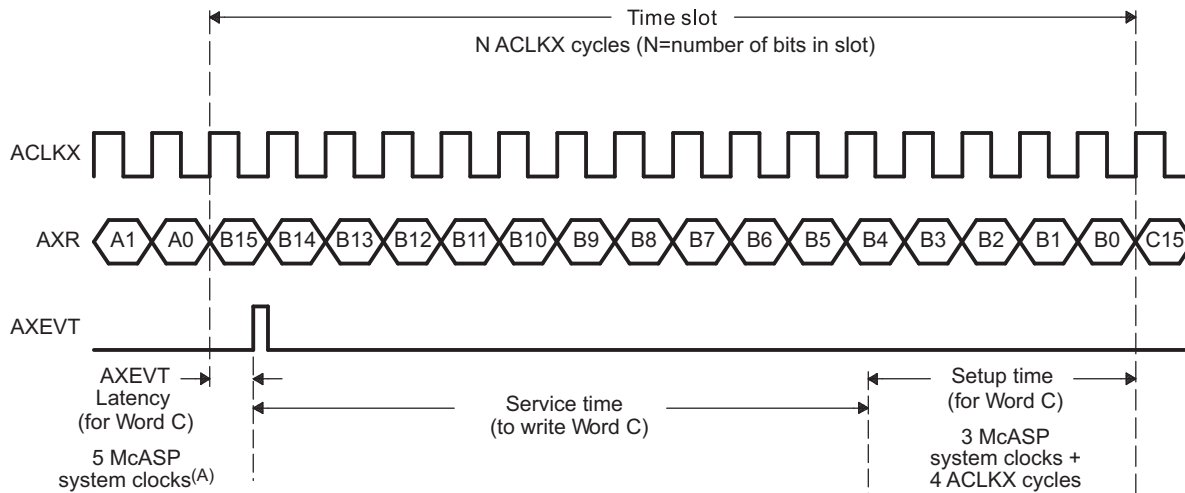 Time slot
N ACLKX cycles (N=number of bits in slot)
ACLKX
AXR
A1 A0 B15 B14 B13 B12 B11 B10 B9 B8 B7 B6 B5 B4 B3 B2 B1 B0 C15
AXEVT
AXEVT
Latency
(for Word C)
5 McASP
system clocks(A)
Service time
(to write Word C)
Setup time
(for Word C)
3 McASP
system clocks +
4 ACLKX cycles